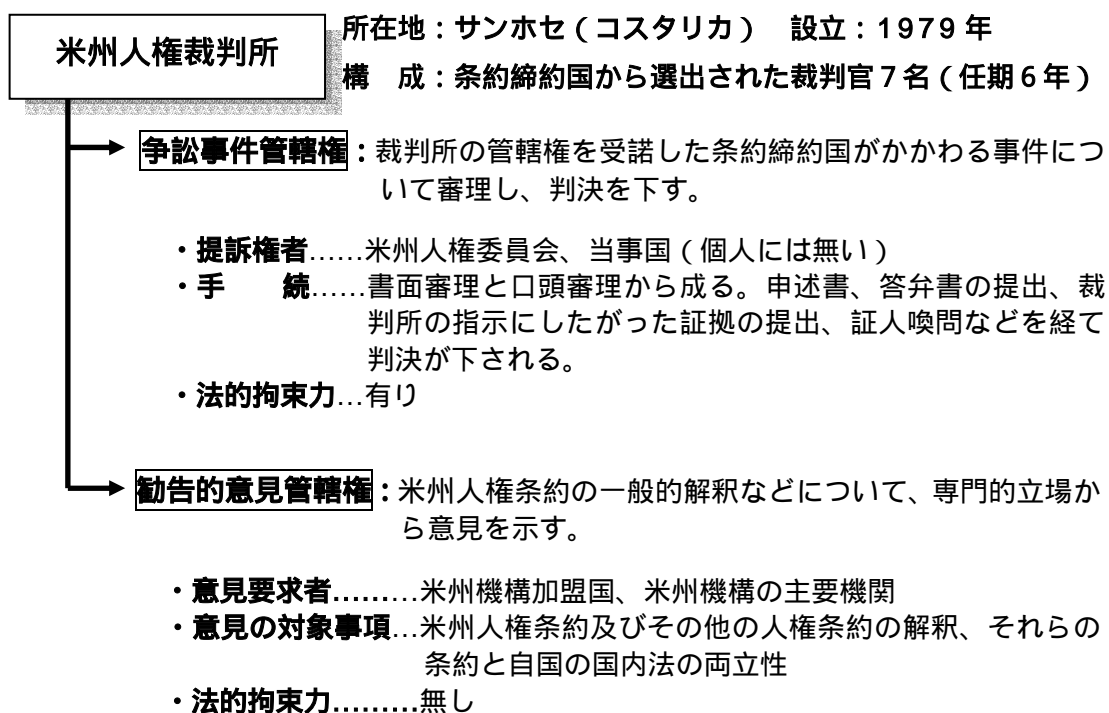 米州人権裁判所
所在地：サンホセ（コスタリカ）　設立：1979 年
構　成：条約締約国から選出された裁判官７名（任期６年）
争訟事件管轄権：裁判所の管轄権を受諾した条約締約国がかかわる事件につ
いて審理し、判決を下す。
・提訴権者……米州人権委員会、当事国（個人には無い）
・手　　続……書面審理と口頭審理から成る。申述書、答弁書の提出、裁
判所の指示にしたがった証拠の提出、証人喚問などを経て
判決が下される。
・法的拘束力…有り
勧告的意見管轄権：米州人権条約の一般的解釈などについて、専門的立場か
ら意見を示す。
・意見要求者………米州機構加盟国、米州機構の主要機関
・意見の対象事項…米州人権条約及びその他の人権条約の解釈、それらの
条約と自国の国内法の両立性
・法的拘束力………無し